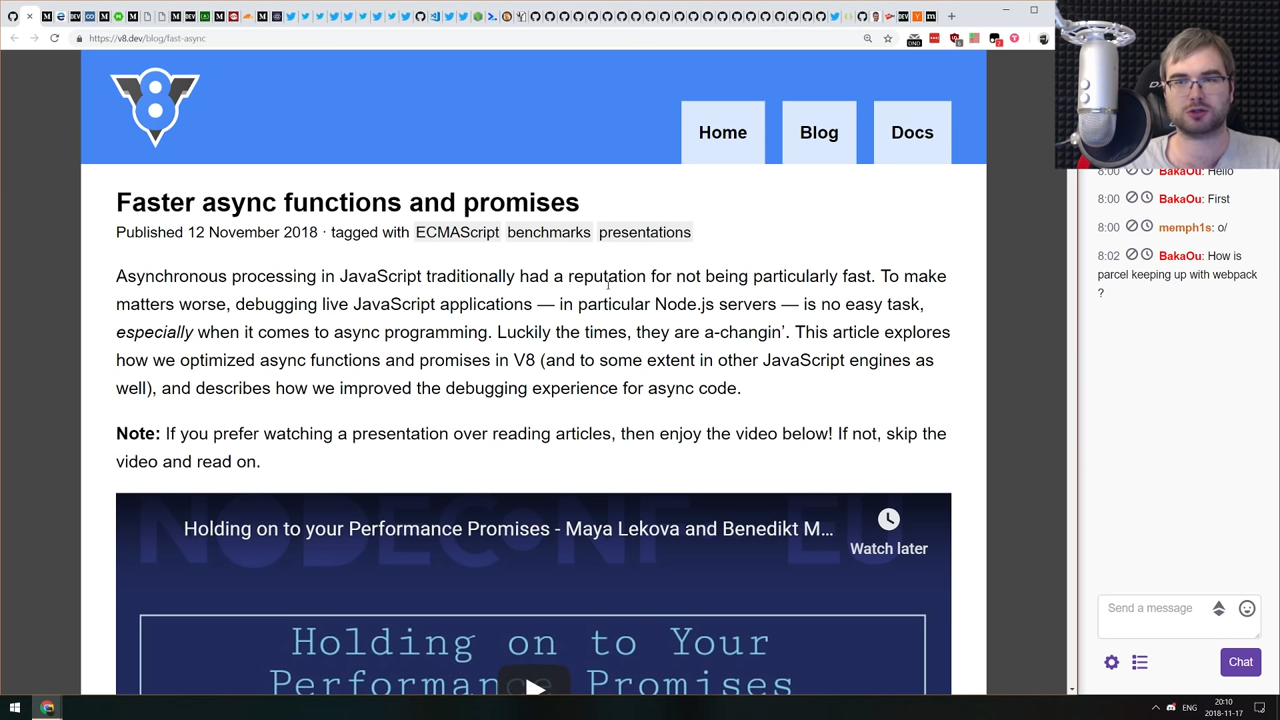 https://v8.dev/blog/fast-async
Home
Blog
Docs
Faster async functions and promises
Published 12 November 2018 · tagged with ECMAScript benchmarks presentations
Asynchronous processing in JavaScript traditionally had a reputation for not being particularly fast. To make
matters worse, debugging live JavaScript applications — in particular Node.js servers — is no easy task,
especially when it comes to async programming. Luckily the times, they are a-changin’. This article explores
how we optimized async functions and promises in V8 (and to some extent in other JavaScript engines as
well), and describes how we improved the debugging experience for async code.
Note: If you prefer watching a presentation over reading articles, then enjoy the video below! If not, skip the
video and read on.
NODECONF EU
Holding on to your Performance Promises - Maya Lekova and Benedikt M...
Watch later
Holding on to Your
Performance Promises
8:00 BakaOu: Hello
8:00 BakaOu: First
8:00 memph1s: o/
8:02 BakaOu: How is
parcel keeping up with webpack
?
Send a message
Chat
ENG
20:10
2018-11-17